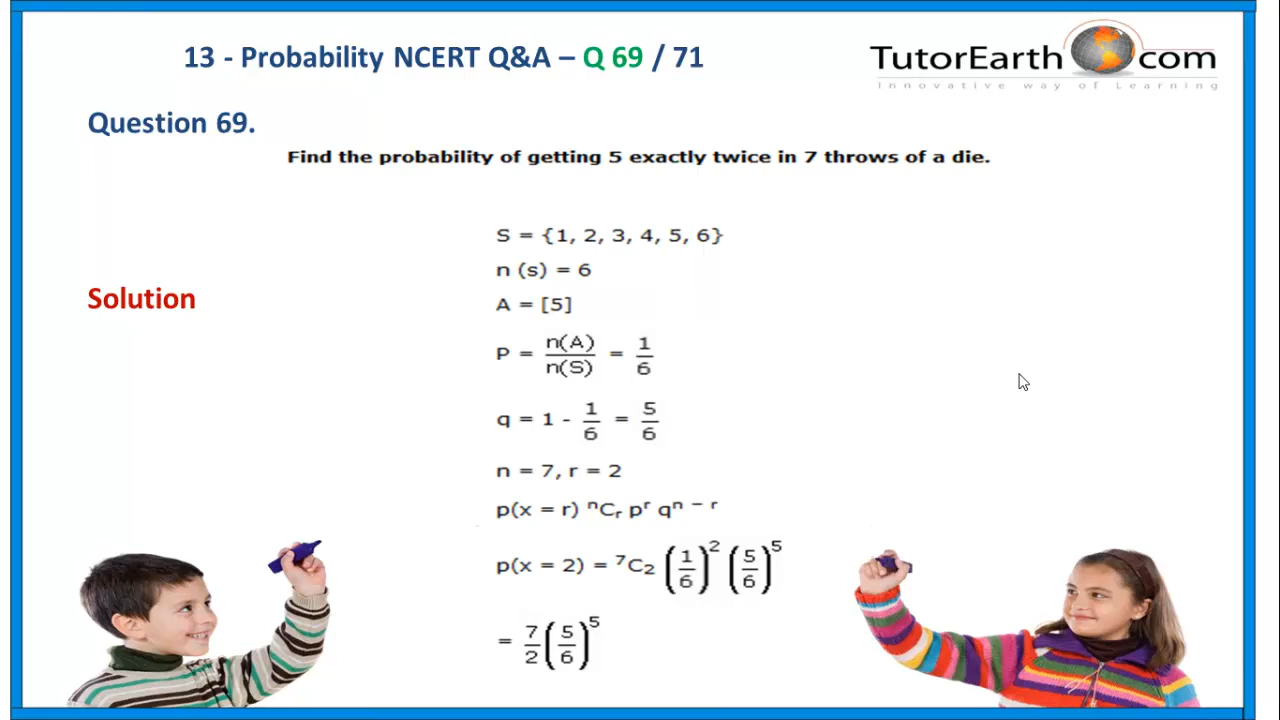 13 - Probability NCERT Q&A – Q 69 / 71
TutorEarth com
Innovative way of Learning
Question 69.
Find the probability of getting 5 exactly twice in 7 throws of a die.
S = {1, 2, 3, 4, 5, 6}
n (s) = 6
Solution
A = [5]
P = n(A)/n(S) = 1/6
q = 1 - 1/6 = 5/6
n = 7, r = 2
p(x = r) ⁿCᵣ pʳ qⁿ ⁻ ʳ
p(x = 2) = ⁷C₂ (1/6)² (5/6)⁵
= 7/2 (5/6)⁵